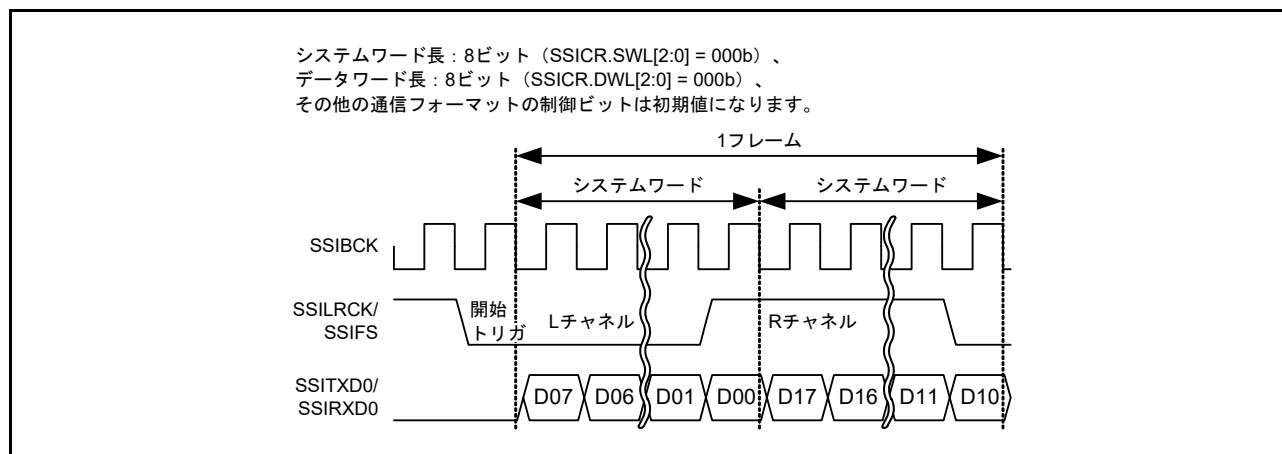 システムワード長：8ビット（SSICR.SWL[2:0] = 000b）、
データワード長：8ビット（SSICR.DWL[2:0] = 000b）、
その他の通信フォーマットの制御ビットは初期値になります。
1フレーム
システムワード システムワード
SSIBCK
SSILRCK/
SSIFS
開始
トリガ
Lチャネル
Rチャネル
SSITXD0/
SSIRXD0
D07 D06 D01 D00 D17 D16 D11 D10